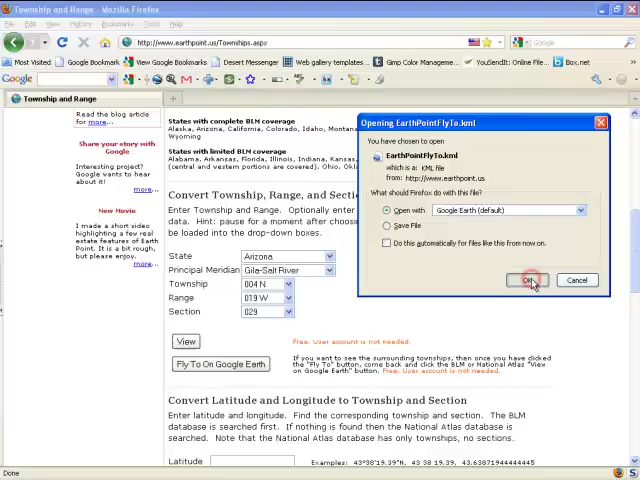 Township and Range - Mozilla Firefox
File Edit View History Bookmarks Tools Help
http://www.earthpoint.us/Townships.aspx
Google
Most Visited Google Bookmark View Google Bookmarks Desert Messenger Web gallery templates... Gimp Color Manageme... YouSendIt: Online File... Box.net
Google
Township and Range
Read the blog article
for more...
Share your story with
Google
Interesting project?
Google wants to hear
about it!
more...
New Movie
I made a short video
highlighting a few real
estate features of Earth
Point. It is a bit rough,
but please enjoy.
more...
States with complete BLM coverage
Alaska, Arizona, California, Colorado, Idaho, Montana
Wyoming
States with limited BLM coverage
Alabama, Arkansas, Florida, Illinois, Indiana, Kansas,
Convert Township, Range, and Secti
Enter Township and Range. Optionally enter
data. Hint: pause for a moment after choosing
be loaded into the drop-down boxes.
State Arizona
Principal Meridian Gila-Salt River
Township 004 N
Range 019 W
Section 029
View
Free. User account is not needed.
Fly To On Google Earth
If you want to see the surrounding townships, then once you have clicked
the "Fly To" button, come back and click the BLM or National Atlas "View
on Google Earth" button. Free. User account is not needed.
Convert Latitude and Longitude to Township and Section
Enter latitude and longitude. Find the corresponding township and section. The BLM
database is searched first. If nothing is found then the National Atlas database is
searched. Note that the National Atlas database has only townships, no sections.
Latitude Examples: 43°38'19.39"N, 43 38 19.39, 43.63871944444445
Opening EarthPointFlyTo.kml
You have chosen to open
EarthPointFlyTo.kml
which is a: KML file
from: http://www.earthpoint.us
What should Firefox do with this file?
Open with Google Earth (default)
Save File
Do this automatically for files like this from now on.
OK
Cancel
Done